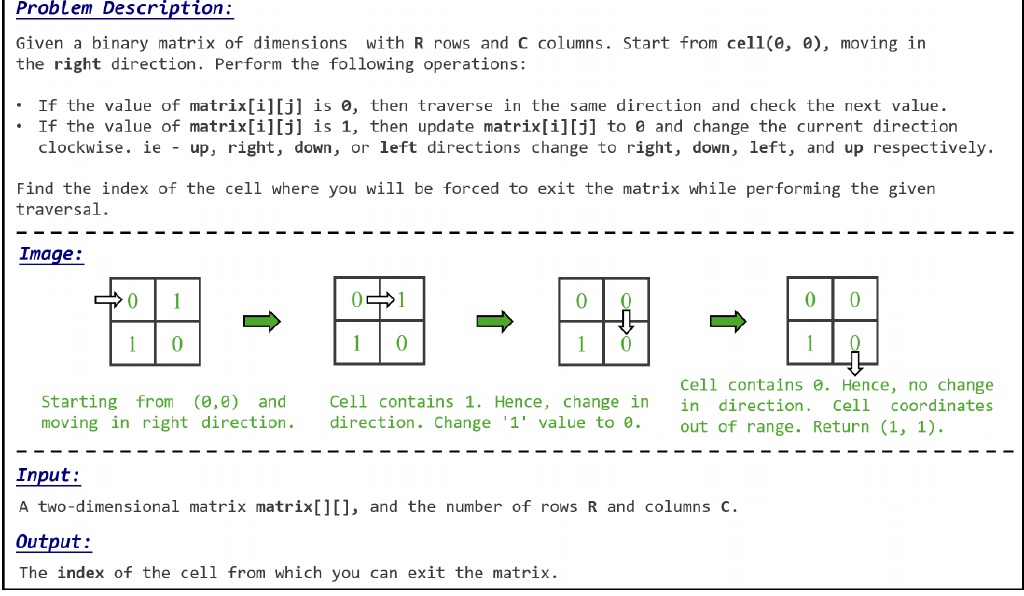 Problem Description:
Given a binary matrix of dimensions with R rows and C columns. Start from cell(0, 0), moving in
the right direction. Perform the following operations:
• If the value of matrix[i][j] is 0, then traverse in the same direction and check the next value.
• If the value of matrix[i][j] is 1, then update matrix[i][j] to 0 and change the current direction
clockwise. ie - up, right, down, or left directions change to right, down, left, and up respectively.
Find the index of the cell where you will be forced to exit the matrix while performing the given
traversal.
Image:
0 1
1 0
Starting from (0,0) and
moving in right direction.
0 1
1 0
Cell contains 1. Hence, change in
direction. Change '1' value to 0.
0 0
1 0
0 0
1 0
Cell contains 0. Hence, no change
in direction. Cell coordinates
out of range. Return (1, 1).
Input:
A two-dimensional matrix matrix[][], and the number of rows R and columns C.
Output:
The index of the cell from which you can exit the matrix.